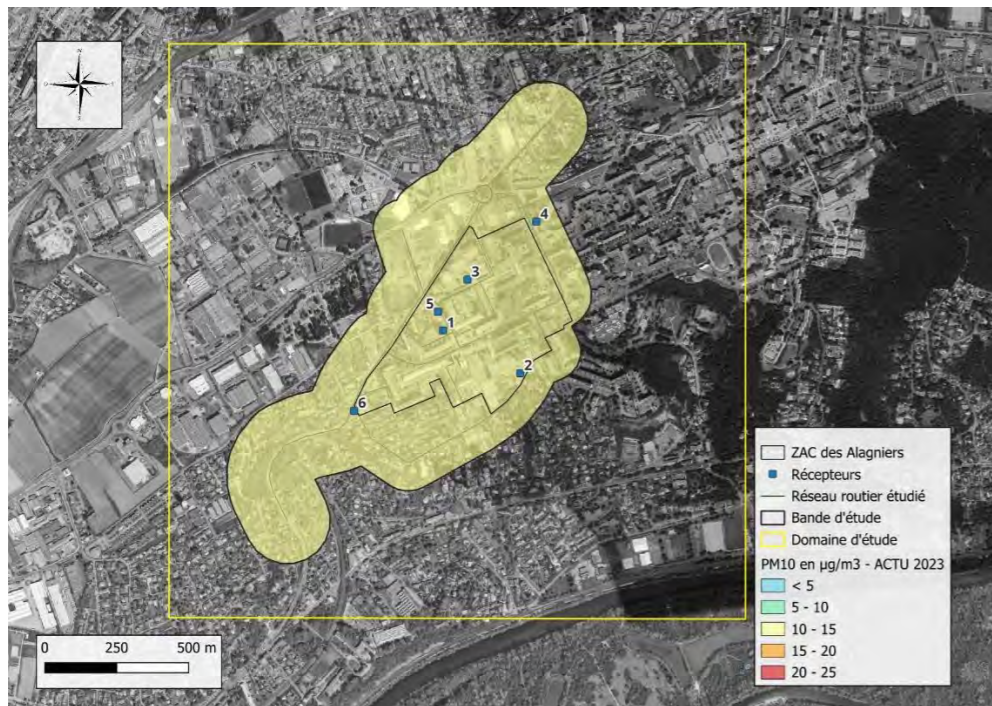 N
4
3
5
1
2
6
ZAC des Alagniers
Récepteurs
Réseau routier étudié
Bande d'étude
Domaine d'étude
PM10 en µg/m3 - ACTU 2023
< 5
5 - 10
10 - 15
15 - 20
20 - 25
0 250 500 m